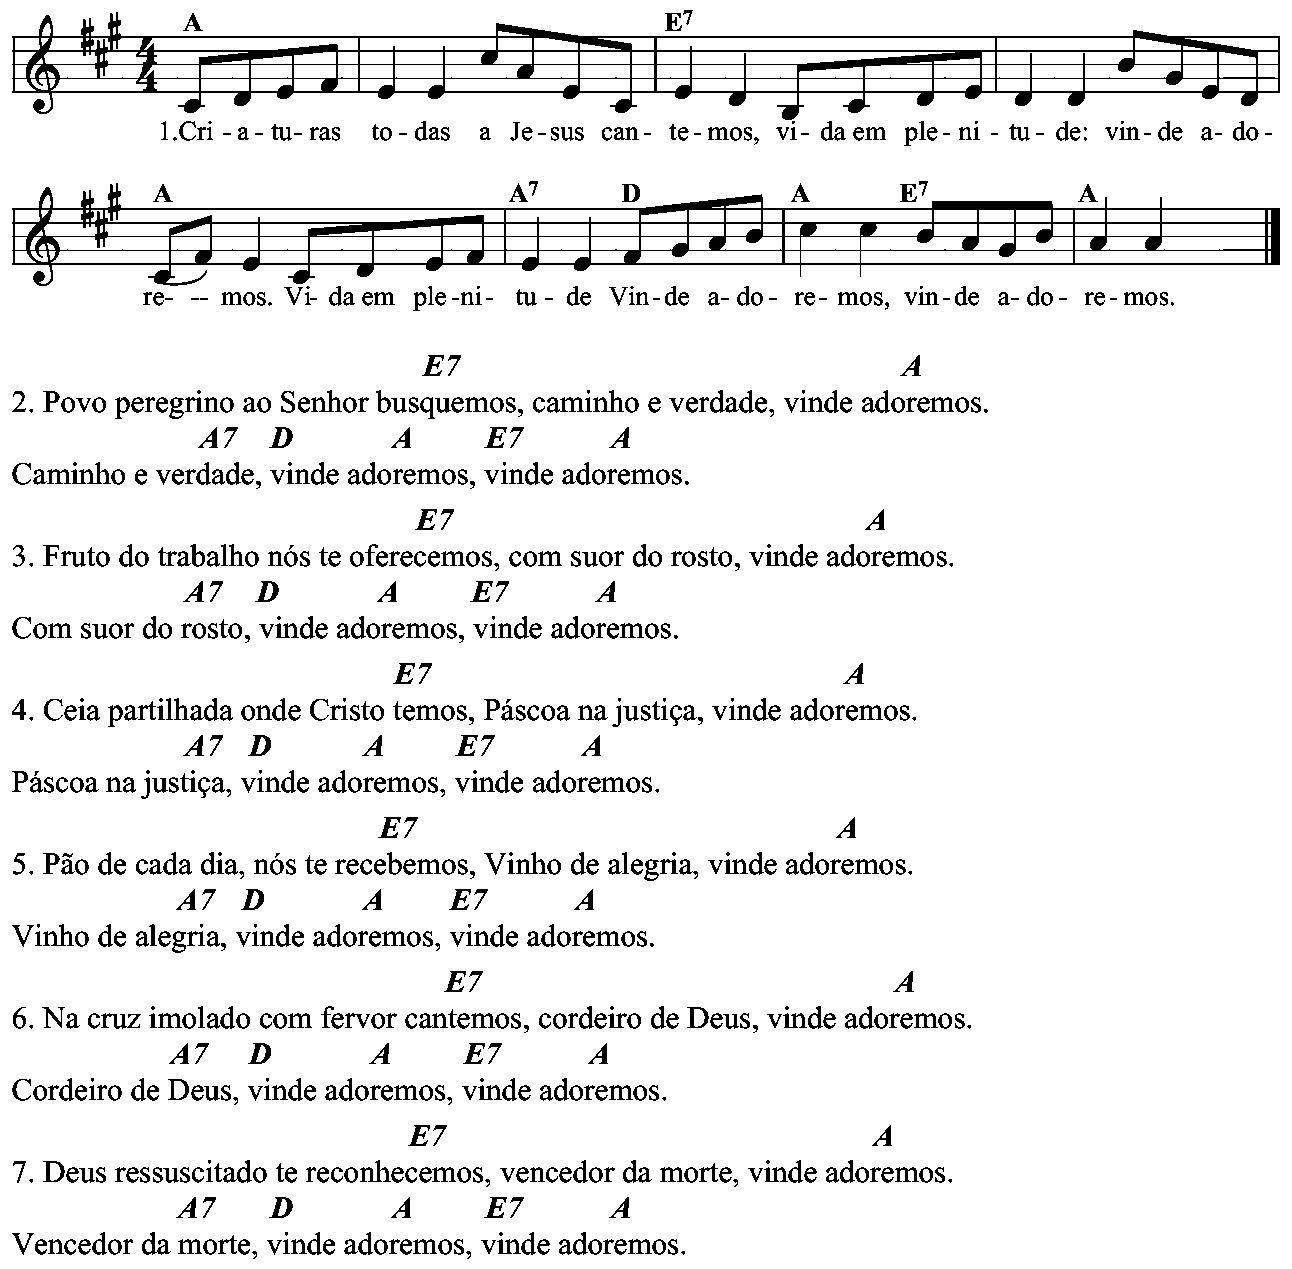 A E7
4 4
1.Cri - a - tu - ras to - das a Je - sus can - te - mos, vi - da em ple - ni - tu - de: vin - de a - do -
A A7 D A E7 A
re- -- mos. Vi- da em ple - ni - tu - de Vin - de a - do - re - mos, vin - de a - do - re - mos.
E7 A
2. Povo peregrino ao Senhor busquemos, caminho e verdade, vinde adoremos.
A7 D A E7 A
Caminho e verdade, vinde adoremos, vinde adoremos.
E7 A
3. Fruto do trabalho nós te oferecemos, com suor do rosto, vinde adoremos.
A7 D A E7 A
Com suor do rosto, vinde adoremos, vinde adoremos.
E7 A
4. Ceia partilhada onde Cristo temos, Páscoa na justiça, vinde adoremos.
A7 D A E7 A
Páscoa na justiça, vinde adoremos, vinde adoremos.
E7 A
5. Pão de cada dia, nós te recebemos, Vinho de alegria, vinde adoremos.
A7 D A E7 A
Vinho de alegria, vinde adoremos, vinde adoremos.
E7 A
6. Na cruz imolado com fervor cantemos, cordeiro de Deus, vinde adoremos.
A7 D A E7 A
Cordeiro de Deus, vinde adoremos, vinde adoremos.
E7 A
7. Deus ressuscitado te reconhecemos, vencedor da morte, vinde adoremos.
A7 D A E7 A
Vencedor da morte, vinde adoremos, vinde adoremos.